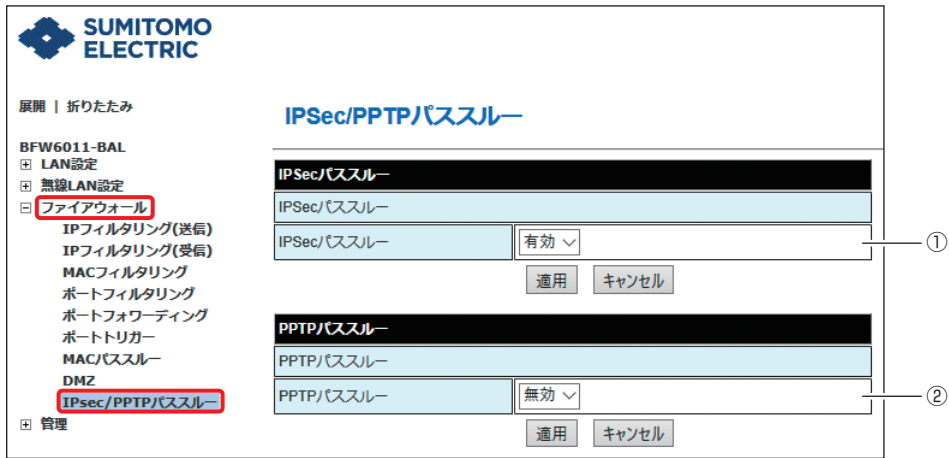 SUMITOMO
ELECTRIC
展開 | 折りたたみ
BFW6011-BAL
LAN設定
無線LAN設定
ファイアウォール
IPフィルタリング(送信)
IPフィルタリング(受信)
MACフィルタリング
ポートフィルタリング
ポートフォワーディング
ポートトリガー
MACパススルー
DMZ
IPsec/PPTPパススルー
管理
IPSec/PPTPパススルー
IPSecパススルー
IPSecパススルー
IPSecパススルー 有効 ①
適用 キャンセル
PPTPパススルー
PPTPパススルー
PPTPパススルー 無効 ②
適用 キャンセル